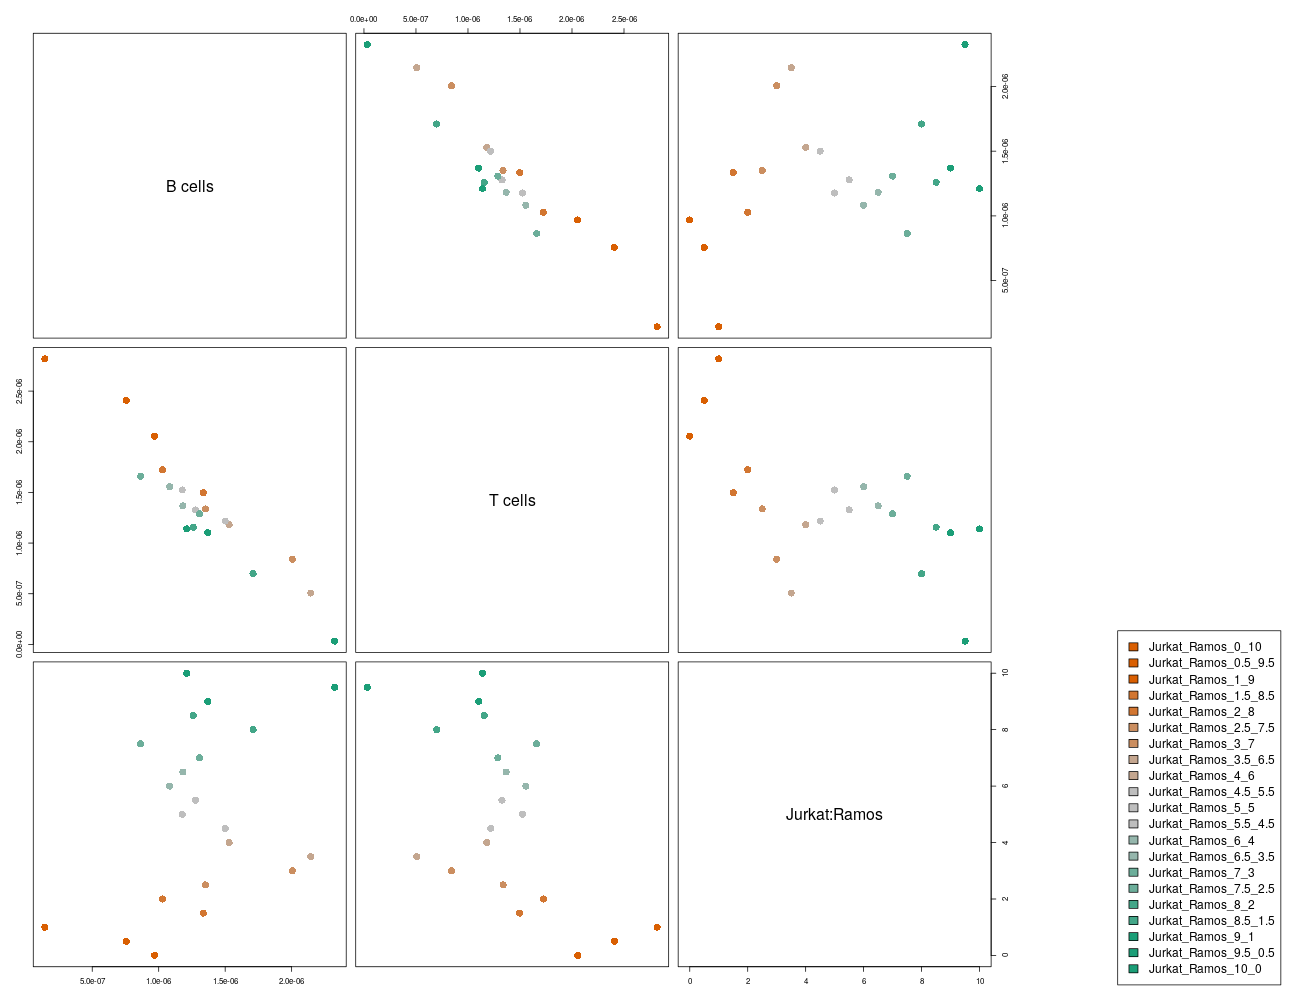 0.0e+00 5.0e-07 1.0e-06 1.5e-06 2.0e-06 2.5e-06
B cells
5.0e-07 1.0e-06 1.5e-06 2.0e-06
0.0e+00 5.0e-07 1.0e-06 1.5e-06 2.0e-06 2.5e-06
T cells
Jurkat:Ramos
0 2 4 6 8 10
5.0e-07 1.0e-06 1.5e-06 2.0e-06
0 2 4 6 8 10
Jurkat_Ramos_0_10
Jurkat_Ramos_0.5_9.5
Jurkat_Ramos_1_9
Jurkat_Ramos_1.5_8.5
Jurkat_Ramos_2_8
Jurkat_Ramos_2.5_7.5
Jurkat_Ramos_3_7
Jurkat_Ramos_3.5_6.5
Jurkat_Ramos_4_6
Jurkat_Ramos_4.5_5.5
Jurkat_Ramos_5_5
Jurkat_Ramos_5.5_4.5
Jurkat_Ramos_6_4
Jurkat_Ramos_6.5_3.5
Jurkat_Ramos_7_3
Jurkat_Ramos_7.5_2.5
Jurkat_Ramos_8_2
Jurkat_Ramos_8.5_1.5
Jurkat_Ramos_9_1
Jurkat_Ramos_9.5_0.5
Jurkat_Ramos_10_0